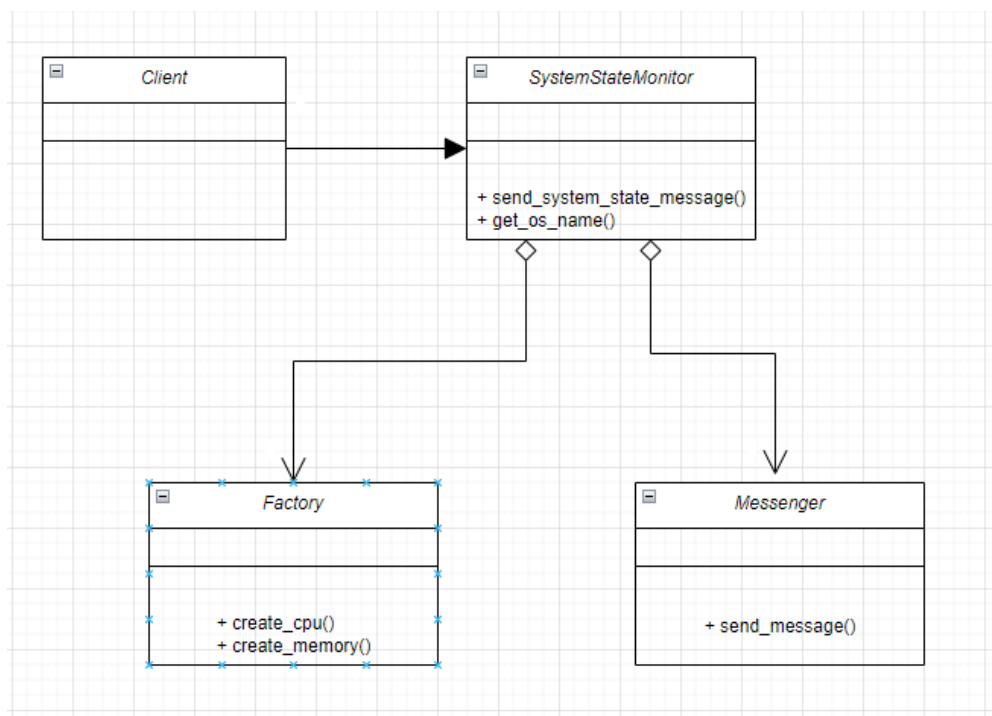 Client
SystemStateMonitor
+ send_system_state_message()
+ get_os_name()
Factory
+ create_cpu()
+ create_memory()
Messenger
+ send_message()